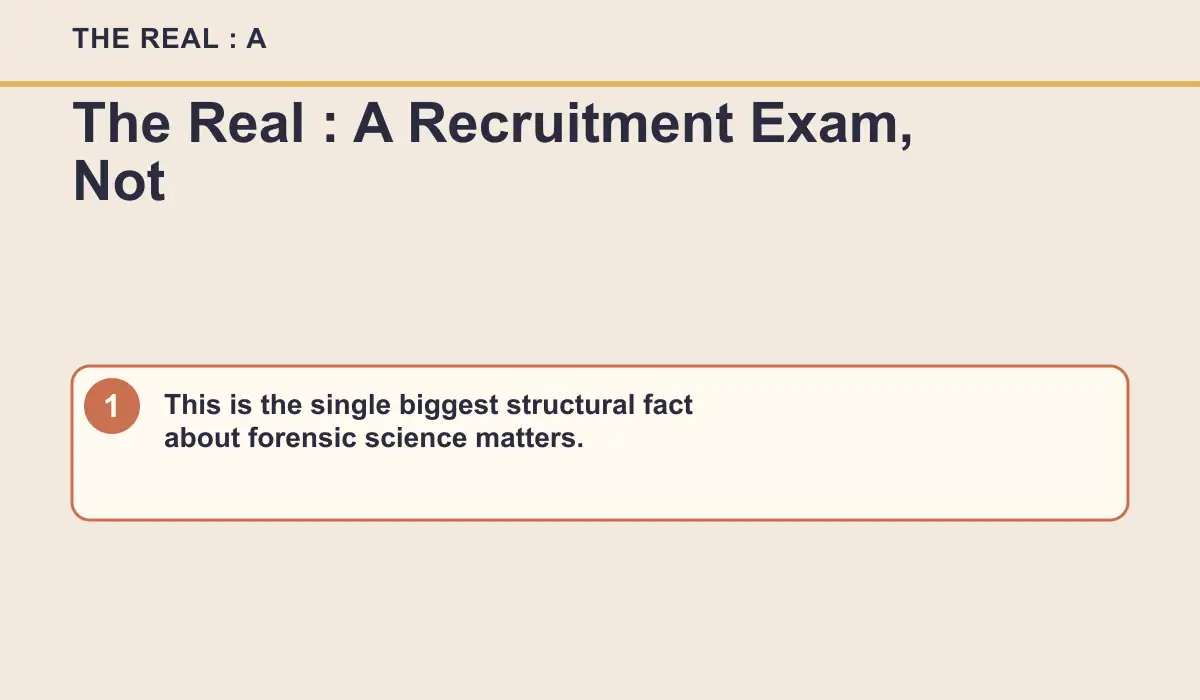 THE REAL : A
The Real : A Recruitment Exam,
Not
1
This is the single biggest structural fact
about forensic science matters.